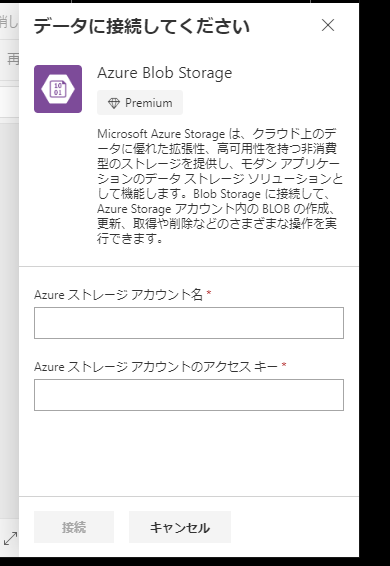 消し
データに接続してください
再
Azure Blob Storage
Premium
Microsoft Azure Storage は、クラウド上のデ
ータに優れた拡張性、高可用性を持つ非消費
型のストレージを提供し、モダン アプリケー
ションのデータ ストレージ ソリューションと
して機能します。Blob Storage に接続して、
Azure Storage アカウント内の BLOB の作成、
更新、取得や削除などのさまざまな操作を実
行できます。
Azure ストレージ アカウント名 *
Azure ストレージ アカウントのアクセス キー *
接続
キャンセル